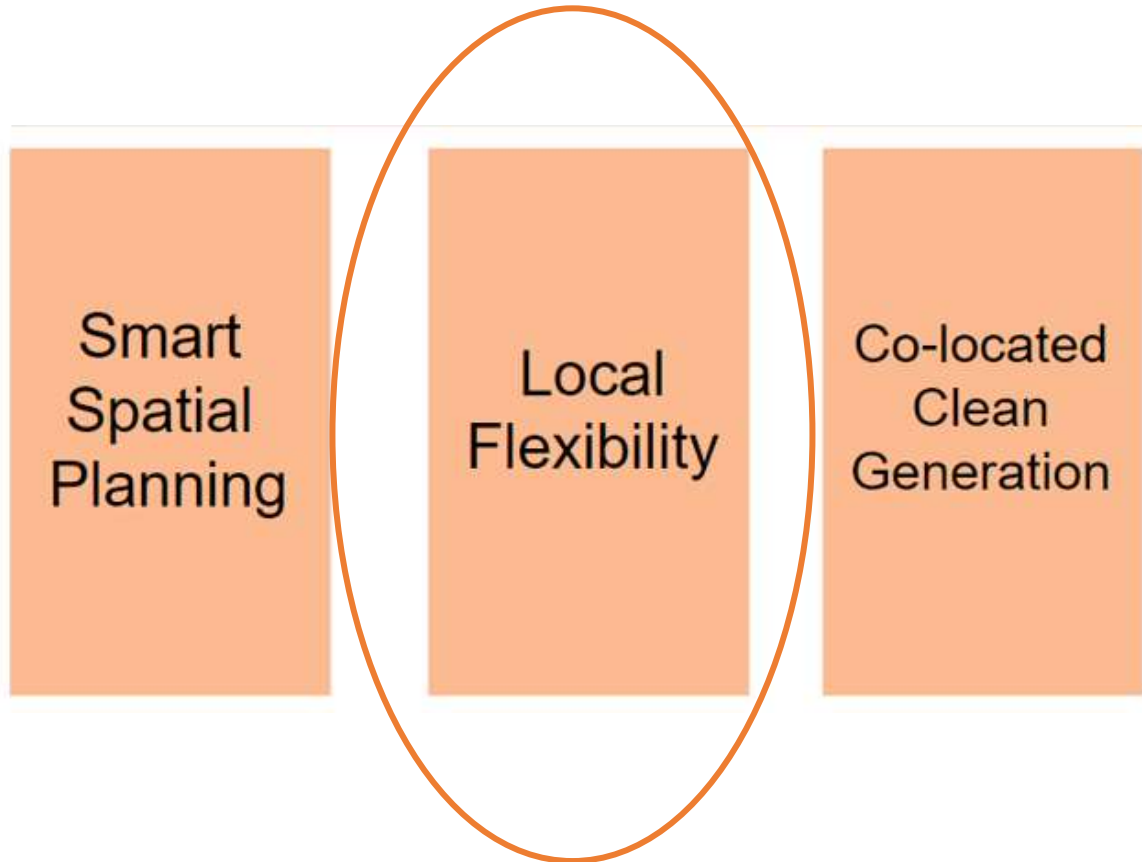 Smart
Spatial
Planning
Local
Flexibility
Co-located
Clean
Generation